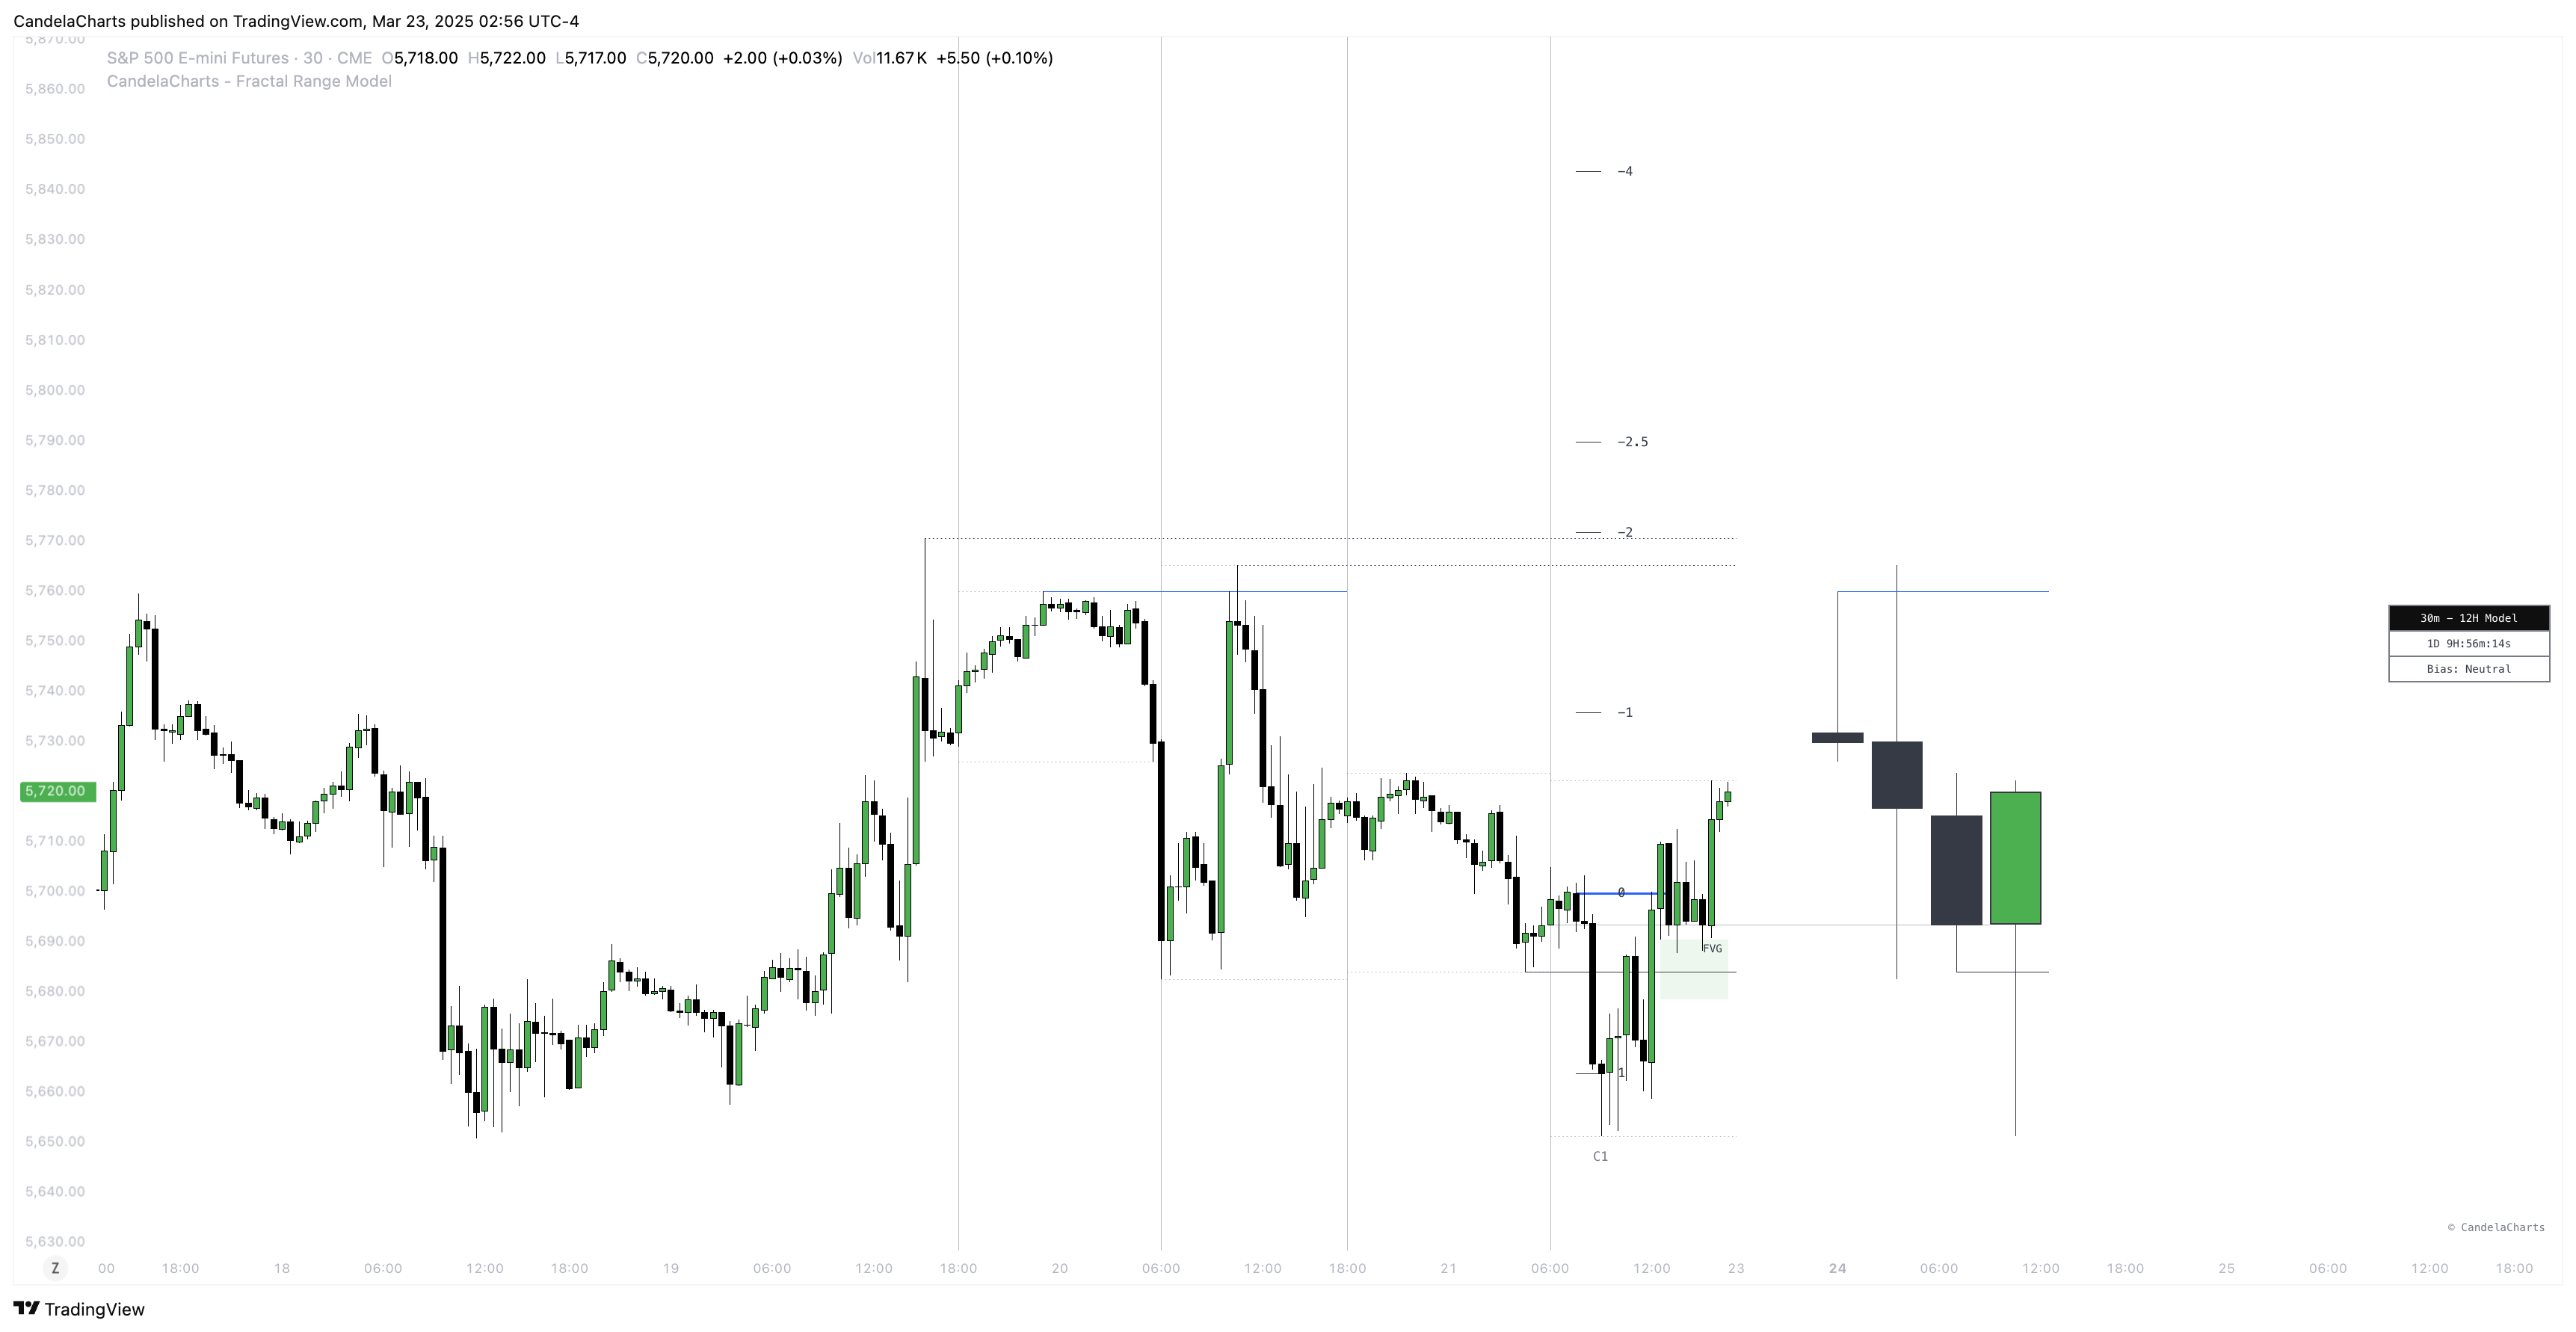 CandelaCharts published on TradingView.com, Mar 23, 2025 02:56 UTC-4
5,870.00
S&P 500 E-mini Futures · 30 · CME O5,718.00 H5,722.00 L5,717.00 C5,720.00 +2.00 (+0.03%) Vol11.67K +5.50 (+0.10%)
CandelaCharts - Fractal Range Model
5,860.00
5,850.00
5,840.00
5,830.00
5,820.00
5,810.00
5,800.00
5,790.00
5,780.00
5,770.00
5,760.00
5,750.00
5,740.00
5,730.00
5,720.00
5,710.00
5,700.00
5,690.00
5,680.00
5,670.00
5,660.00
5,650.00
5,640.00
5,630.00
-4
-2.5
-2
-1
0
FVG
1
C1
30m - 12H Model
1D 9H:56m:14s
Bias: Neutral
© CandelaCharts
Z 00 18:00 18 06:00 12:00 18:00 19 06:00 12:00 18:00 20 06:00 12:00 18:00 21 06:00 12:00 23 24 06:00 12:00 18:00 25 06:00 12:00 18:00
TradingView